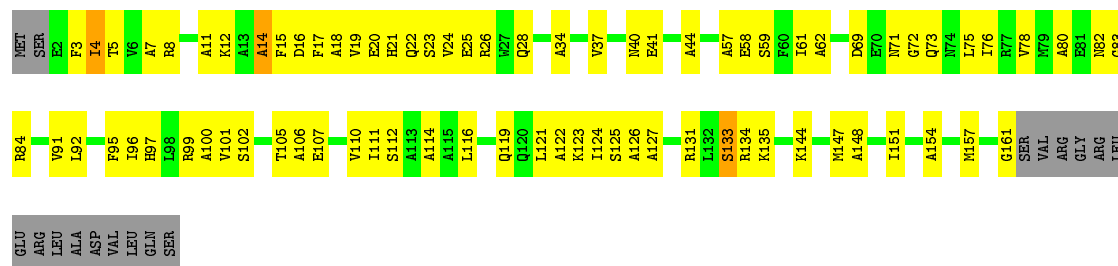 MET SER E2 F3 I4 T5 V6 A7 R8 A11 K12 A13 A14 F15 D16 F17 A18 V19 E20 H21 Q22 S23 V24 E25 R26 W27 Q28 A34 V37 N40 E41 A44 A57 E58 S59 F60 I61 A62 D69 E70 N71 G72 Q73 N74 L75 I76 R77 V78 M79 A80 E81 N82 G83
R84 V91 L92 F95 I96 H97 L98 R99 A100 V101 S102 T105 A106 E107 V110 I111 S112 A113 A114 A115 L116 Q119 Q120 L121 A122 K123 I124 S125 A126 A127 R131 L132 S133 R134 K135 K144 M147 A148 I151 A154 M157 G161 SER VAL ARG GLY ARG LEU
GLU ARG LEU ALA ASP VAL LEU GLN SER